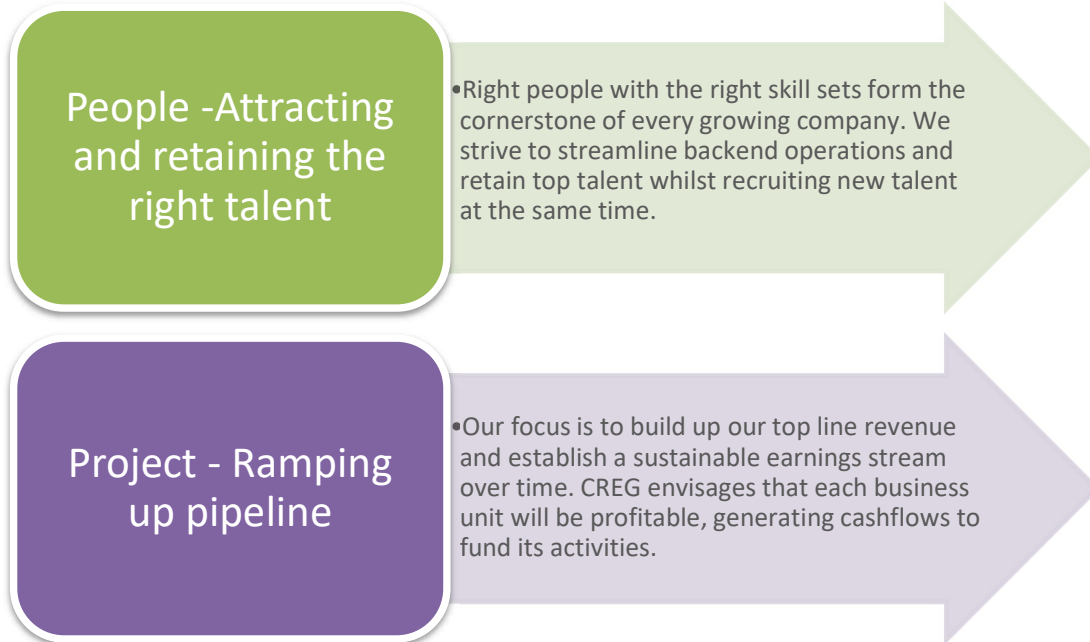 People -Attracting
and retaining the
right talent
•Right people with the right skill sets form the
cornerstone of every growing company. We
strive to streamline backend operations and
retain top talent whilst recruiting new talent
at the same time.
Project - Ramping
up pipeline
•Our focus is to build up our top line revenue
and establish a sustainable earnings stream
over time. CREG envisages that each business
unit will be profitable, generating cashflows to
fund its activities.